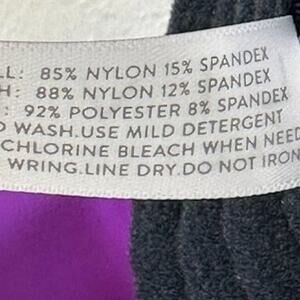 LL: 85% NYLON 15% SPANDEX
H: 88% NYLON 12% SPANDEX
: 92% POLYESTER 8% SPANDEX
D WASH.USE MILD DETERGENT
CHLORINE BLEACH WHEN NEED
WRING.LINE DRY.DO NOT IRON